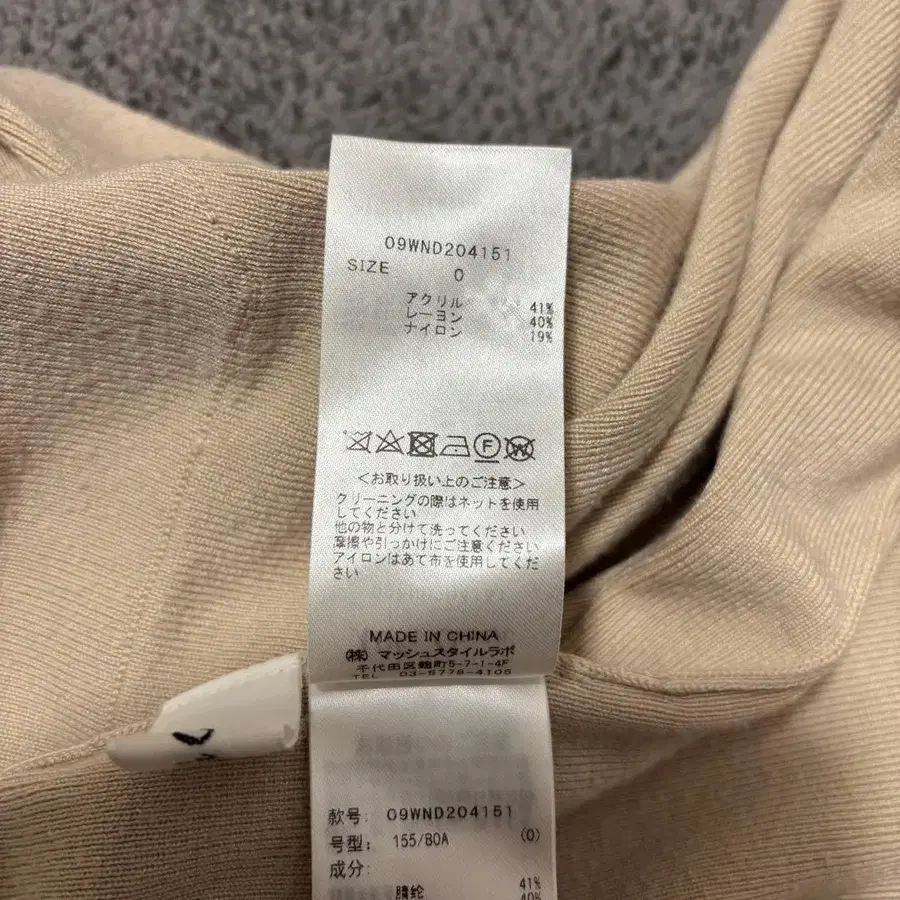 09WND204151
SIZE 0
アクリル 41%
レーヨン 40%
ナイロン 19%
<お取り扱い上のご注意>
クリーニングの際はネットを使用
してください
他の物と分けて洗ってください
摩擦や引っかけにご注意ください
アイロンはあて布を使用してくだ
さい
MADE IN CHINA
(株) マッシュスタイルラボ
千代田区麹町5-7-1-4F
TEL 03-5778-4105
款号: 09WND204151
号型: 155/80A (0)
成分:
腈纶 41%
40%